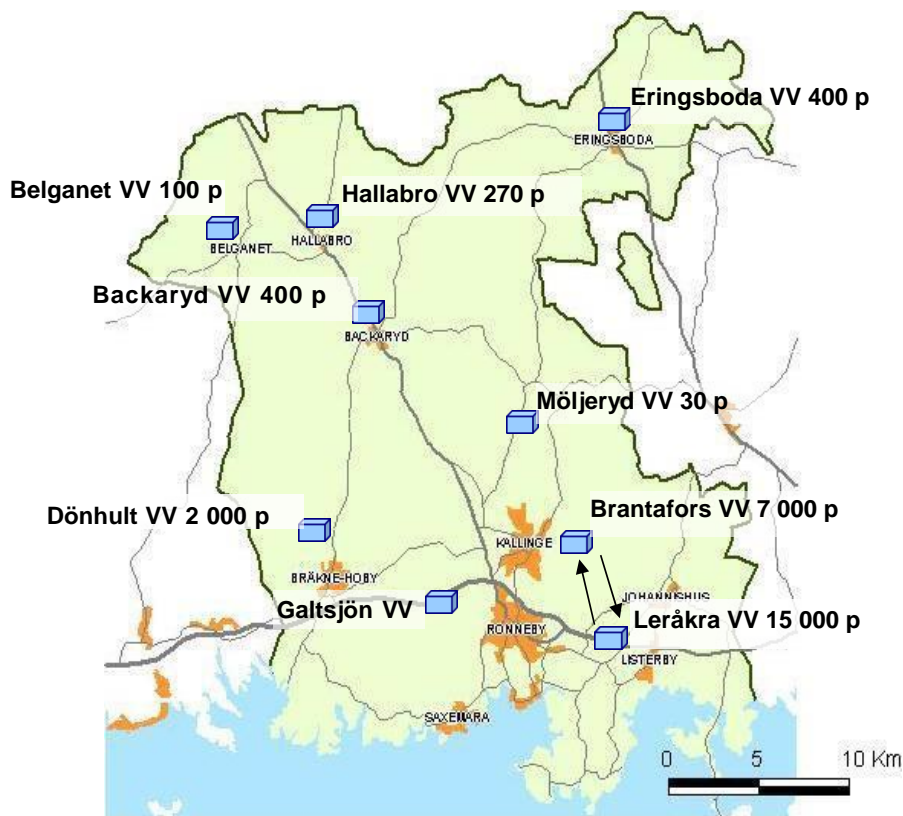 Eringsboda VV 400 p
ERINGSBODA
Belganet VV 100 p
Hallabro VV 270 p
BELGANET
HALLABRO
Backaryd VV 400 p
BACKARYD
Möljeryd VV 30 p
Dönhult VV 2 000 p
Brantafors VV 7 000 p
KALLINGE
BRÄKNE-HOBY
Galtsjön VV
JOHANNISHUS
RONNEBY
Leråkra VV 15 000 p
LISTERBY
SAXEMARA
0 5 10 Km